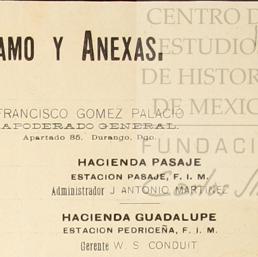 CENTRO D
ESTUDIO
DE HISTOR
DE MEXIC
FUNDACI
AMO Y ANEXAS.
FRANCISCO GOMEZ PALACIO
APODERADO GENERAL.
Apartado 85. Durango, Dgo.
HACIENDA PASAJE
ESTACION PASAJE, F. I. M.
Administrador J ANTONIO MARTINEZ
HACIENDA GUADALUPE
ESTACION PEDRICEÑA, F. I. M.
Gerente W. S CONDUIT